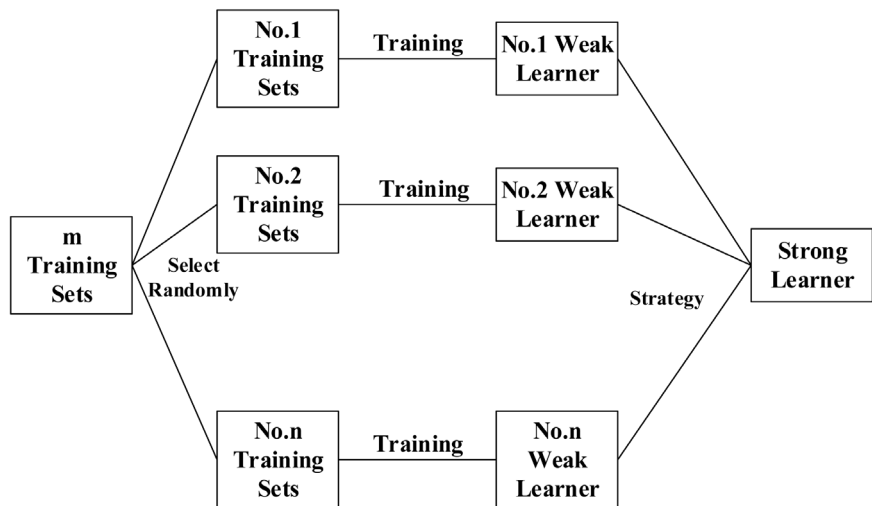 No.1
Training
Sets
Training
No.1 Weak
Learner
No.2
Training
Sets
Training
No.2 Weak
Learner
m
Training
Sets
Select
Randomly
Strategy
Strong
Learner
No.n
Training
Sets
Training
No.n
Weak
Learner